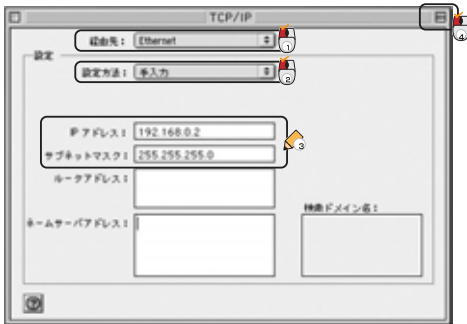 TCP/IP
経由先： Ethernet
1
4
設定
設定方法： 手入力
2
IP アドレス： 192.168.0.2
サブネットマスク： 255.255.255.0
3
ルータアドレス：
検索ドメイン名：
ネームサーバアドレス：
?